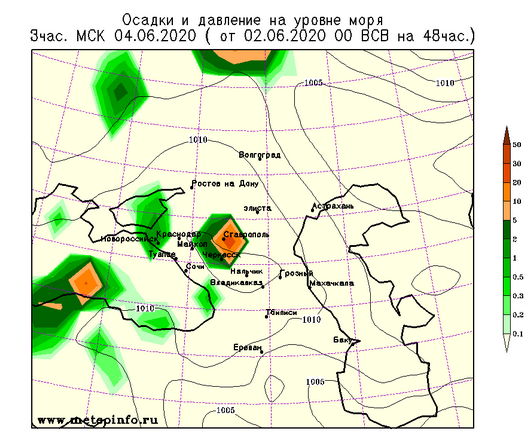 Осадки и давление на уровне моря
3час. МСК 04.06.2020 ( от 02.06.2020 00 ВСВ на 48час.)
1005
1010
1010
Волгоград
Ростов на Дону
элиста
Астрахань
Краснодар
Ставрополь
Новороссийск
Майкоп
Туапсе
Черкесск
Сочи
Нальчик
Грозный
Владикавказ
Махачкала
1010
Тбилиси
1010
Ереван
Баку
1005
1005
www.meteoinfo.ru
50
30
20
10
5
2
1
0.5
0.3
0.2
0.1